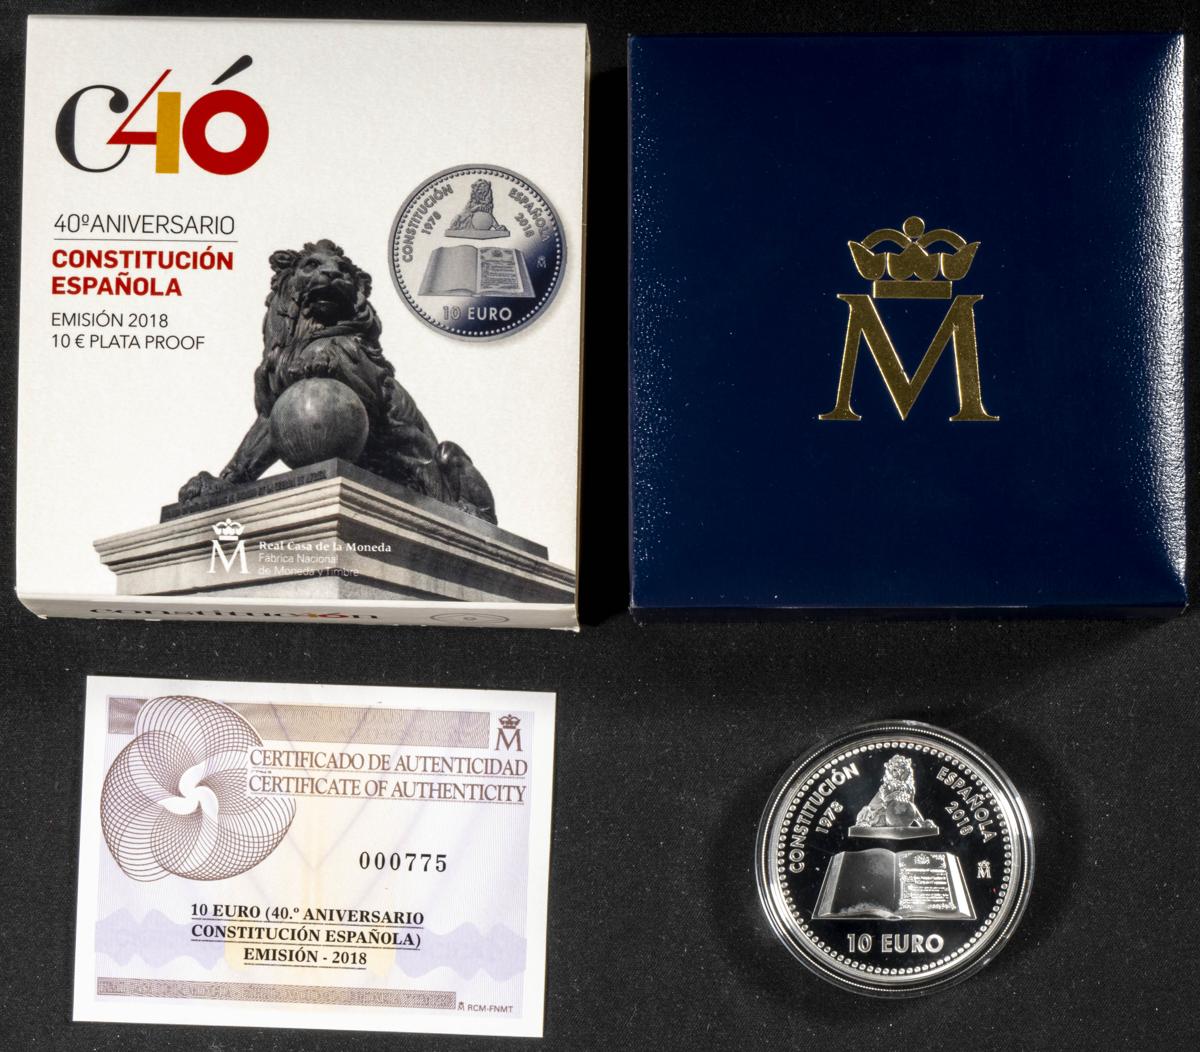 C40
40º ANIVERSARIO
CONSTITUCIÓN
ESPAÑOLA
EMISIÓN 2018
10 € PLATA PROOF
CONSTITUCIÓN
ESPAÑOLA
1978
2018
M
10 EURO
M
Real Casa de la Moneda
Fábrica Nacional
de Moneda y Timbre
constitución
M
M
CERTIFICADO DE AUTENTICIDAD
CERTIFICATE OF AUTHENTICITY
000775
10 EURO (40.º ANIVERSARIO
CONSTITUCIÓN ESPAÑOLA)
EMISIÓN - 2018
M RCM-FNMT
CONSTITUCIÓN
ESPAÑOLA
1978
2018
M
10 EURO